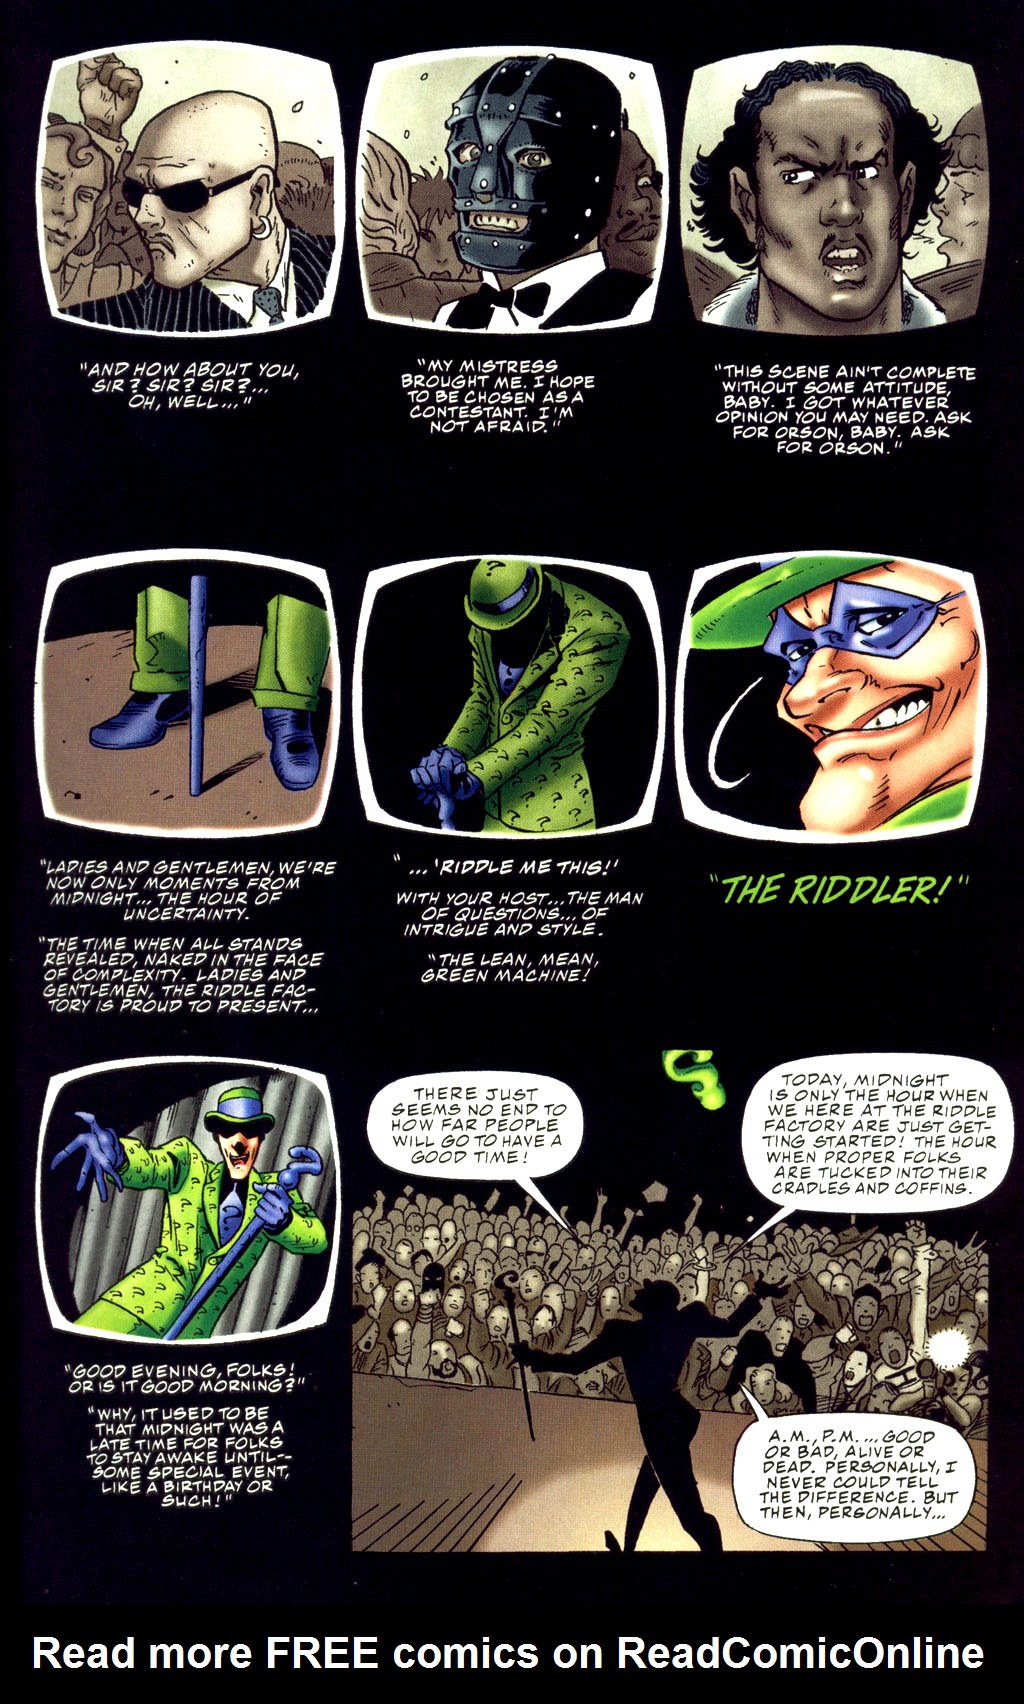 "AND HOW ABOUT YOU,
SIR? SIR? SIR?...
OH, WELL..."
"MY MISTRESS
BROUGHT ME. I HOPE
TO BE CHOSEN AS A
CONTESTANT. I'M
NOT AFRAID."
"THIS SCENE AIN'T COMPLETE
WITHOUT SOME ATTITUDE,
BABY. I GOT WHATEVER
OPINION YOU MAY NEED. ASK
FOR ORSON, BABY. ASK
FOR ORSON."
"LADIES AND GENTLEMEN, WE'RE
NOW ONLY MOMENTS FROM
MIDNIGHT... THE HOUR OF
UNCERTAINTY.
"THE TIME WHEN ALL STANDS
REVEALED, NAKED IN THE FACE
OF COMPLEXITY. LADIES AND
GENTLEMEN, THE RIDDLE FAC-
TORY IS PROUD TO PRESENT...
"...'RIDDLE ME THIS!'
WITH YOUR HOST... THE MAN
OF QUESTIONS... OF
INTRIGUE AND STYLE.
"THE LEAN, MEAN,
GREEN MACHINE!
"THE RIDDLER!"
"GOOD EVENING, FOLKS!
OR IS IT GOOD MORNING?"
"WHY, IT USED TO BE
THAT MIDNIGHT WAS A
LATE TIME FOR FOLKS
TO STAY AWAKE UNTIL--
SOME SPECIAL EVENT,
LIKE A BIRTHDAY OR
SUCH!"
THERE JUST
SEEMS NO END TO
HOW FAR PEOPLE
WILL GO TO HAVE A
GOOD TIME!
TODAY, MIDNIGHT
IS ONLY THE HOUR WHEN
WE HERE AT THE RIDDLE
FACTORY ARE JUST GET-
TING STARTED! THE HOUR
WHEN PROPER FOLKS
ARE TUCKED INTO THEIR
CRADLES AND COFFINS.
A.M., P.M. ... GOOD
OR BAD, ALIVE OR
DEAD. PERSONALLY, I
NEVER COULD TELL
THE DIFFERENCE. BUT
THEN, PERSONALLY...
Read more FREE comics on ReadComicOnline